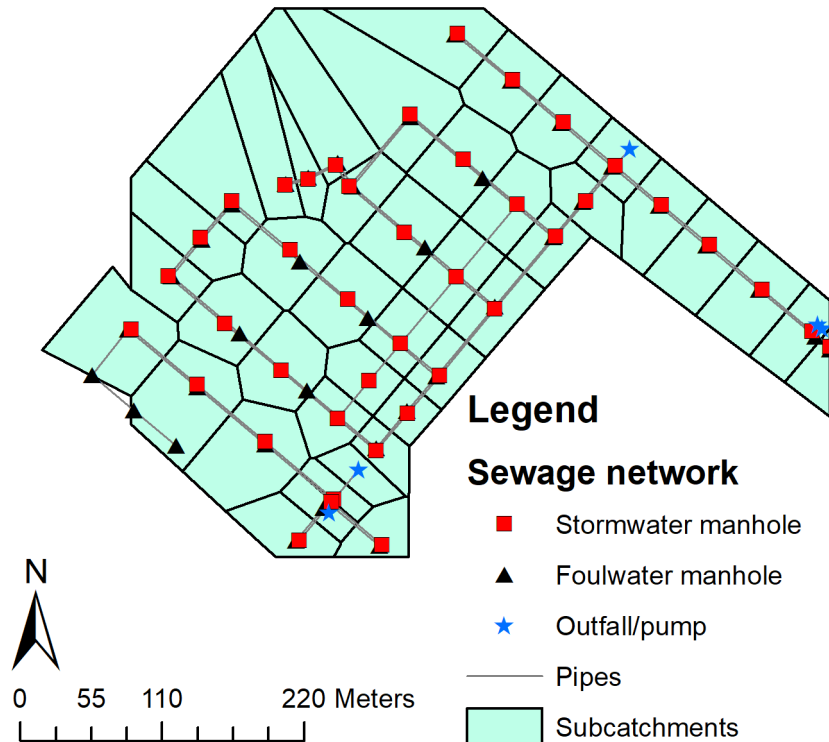 Legend
Sewage network
Stormwater manhole
Foulwater manhole
Outfall/pump
Pipes
Subcatchments
N
0 55 110 220 Meters